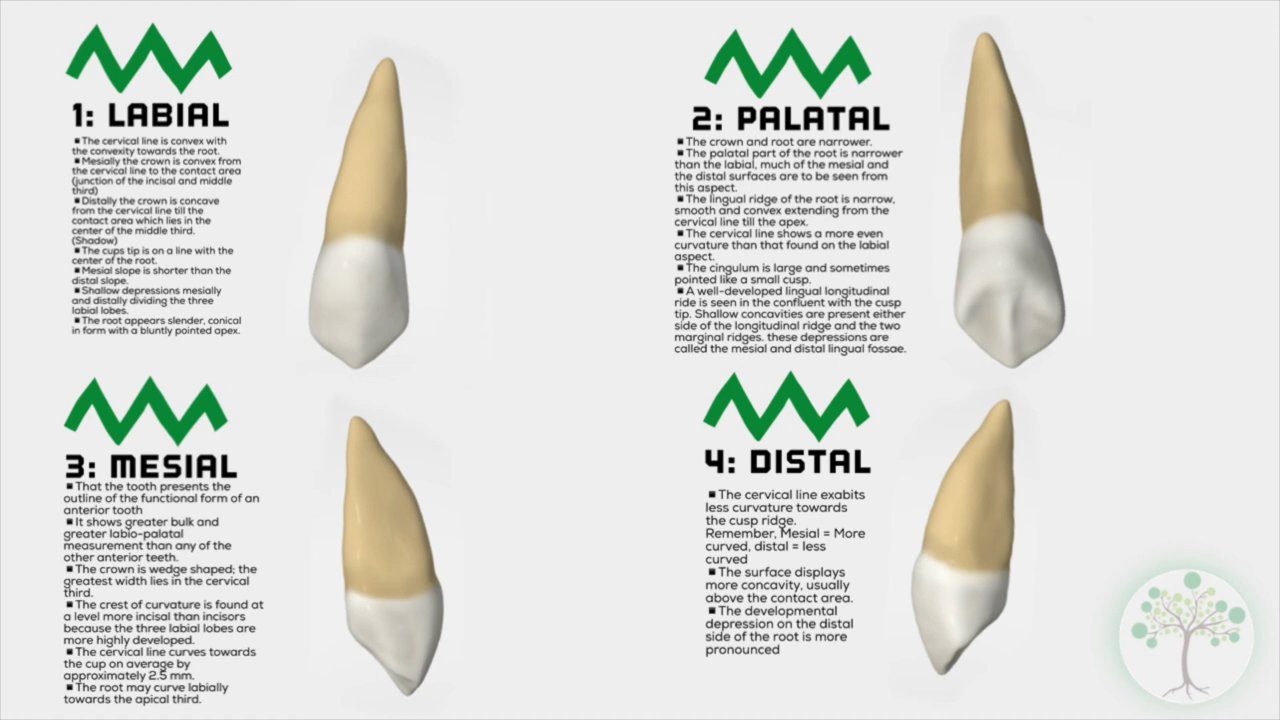 1: LABIAL
▪The cervical line is convex with
the convexity towards the root.
▪Mesially the crown is convex from
the cervical line to the contact area
(junction of the incisal and middle
third)
▪Distally the crown is concave
from the cervical line till the
contact area which lies in the
center of the middle third.
(Shadow)
▪The cups tip is on a line with the
center of the root.
▪Mesial slope is shorter than the
distal slope.
▪Shallow depressions mesially
and distally dividing the three
labial lobes.
▪The root appears slender, conical
in form with a bluntly pointed apex.
2: PALATAL
▪The crown and root are narrower.
▪The palatal part of the root is narrower
than the labial, much of the mesial and
the distal surfaces are to be seen from
this aspect.
▪The lingual ridge of the root is narrow,
smooth and convex extending from the
cervical line till the apex.
▪The cervical line shows a more even
curvature than that found on the labial
aspect.
▪The cingulum is large and sometimes
pointed like a small cusp.
▪A well-developed lingual longitudinal
ride is seen in the confluent with the cusp
tip. Shallow concavities are present either
side of the longitudinal ridge and the two
marginal ridges. these depressions are
called the mesial and distal lingual fossae.
3: MESIAL
▪That the tooth presents the
outline of the functional form of an
anterior tooth
▪It shows greater bulk and
greater labio-palatal
measurement than any of the
other anterior teeth.
▪The crown is wedge shaped; the
greatest width lies in the cervical
third.
▪The crest of curvature is found at
a level more incisal than incisors
because the three labial lobes are
more highly developed.
▪The cervical line curves towards
the cup on average by
approximately 2.5 mm.
▪The root may curve labially
towards the apical third.
4: DISTAL
▪The cervical line exabits
less curvature towards
the cusp ridge.
Remember, Mesial = More
curved, distal = less
curved
▪The surface displays
more concavity, usually
above the contact area.
▪The developmental
depression on the distal
side of the root is more
pronounced